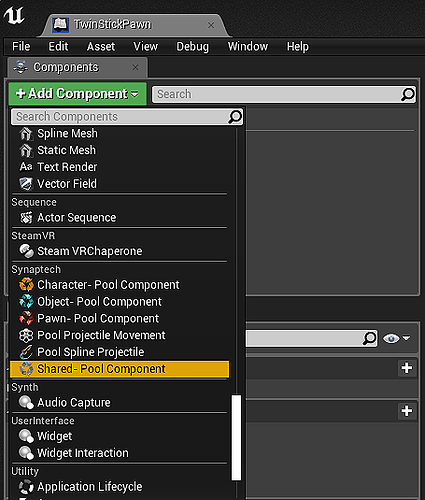 TwinStickPawn
File Edit Asset View Debug Window Help
Components
+ Add Component Search
Search Components
Spline Mesh
Static Mesh
Aa Text Render
Vector Field
Sequence
Actor Sequence
SteamVR
Steam VRChaperone
Synaptech
Character- Pool Component
Object- Pool Component
Pawn- Pool Component
Pool Projectile Movement
Pool Spline Projectile
Shared- Pool Component
Synth
Audio Capture
UserInterface
Widget
Widget Interaction
Utility
Application Lifecycle